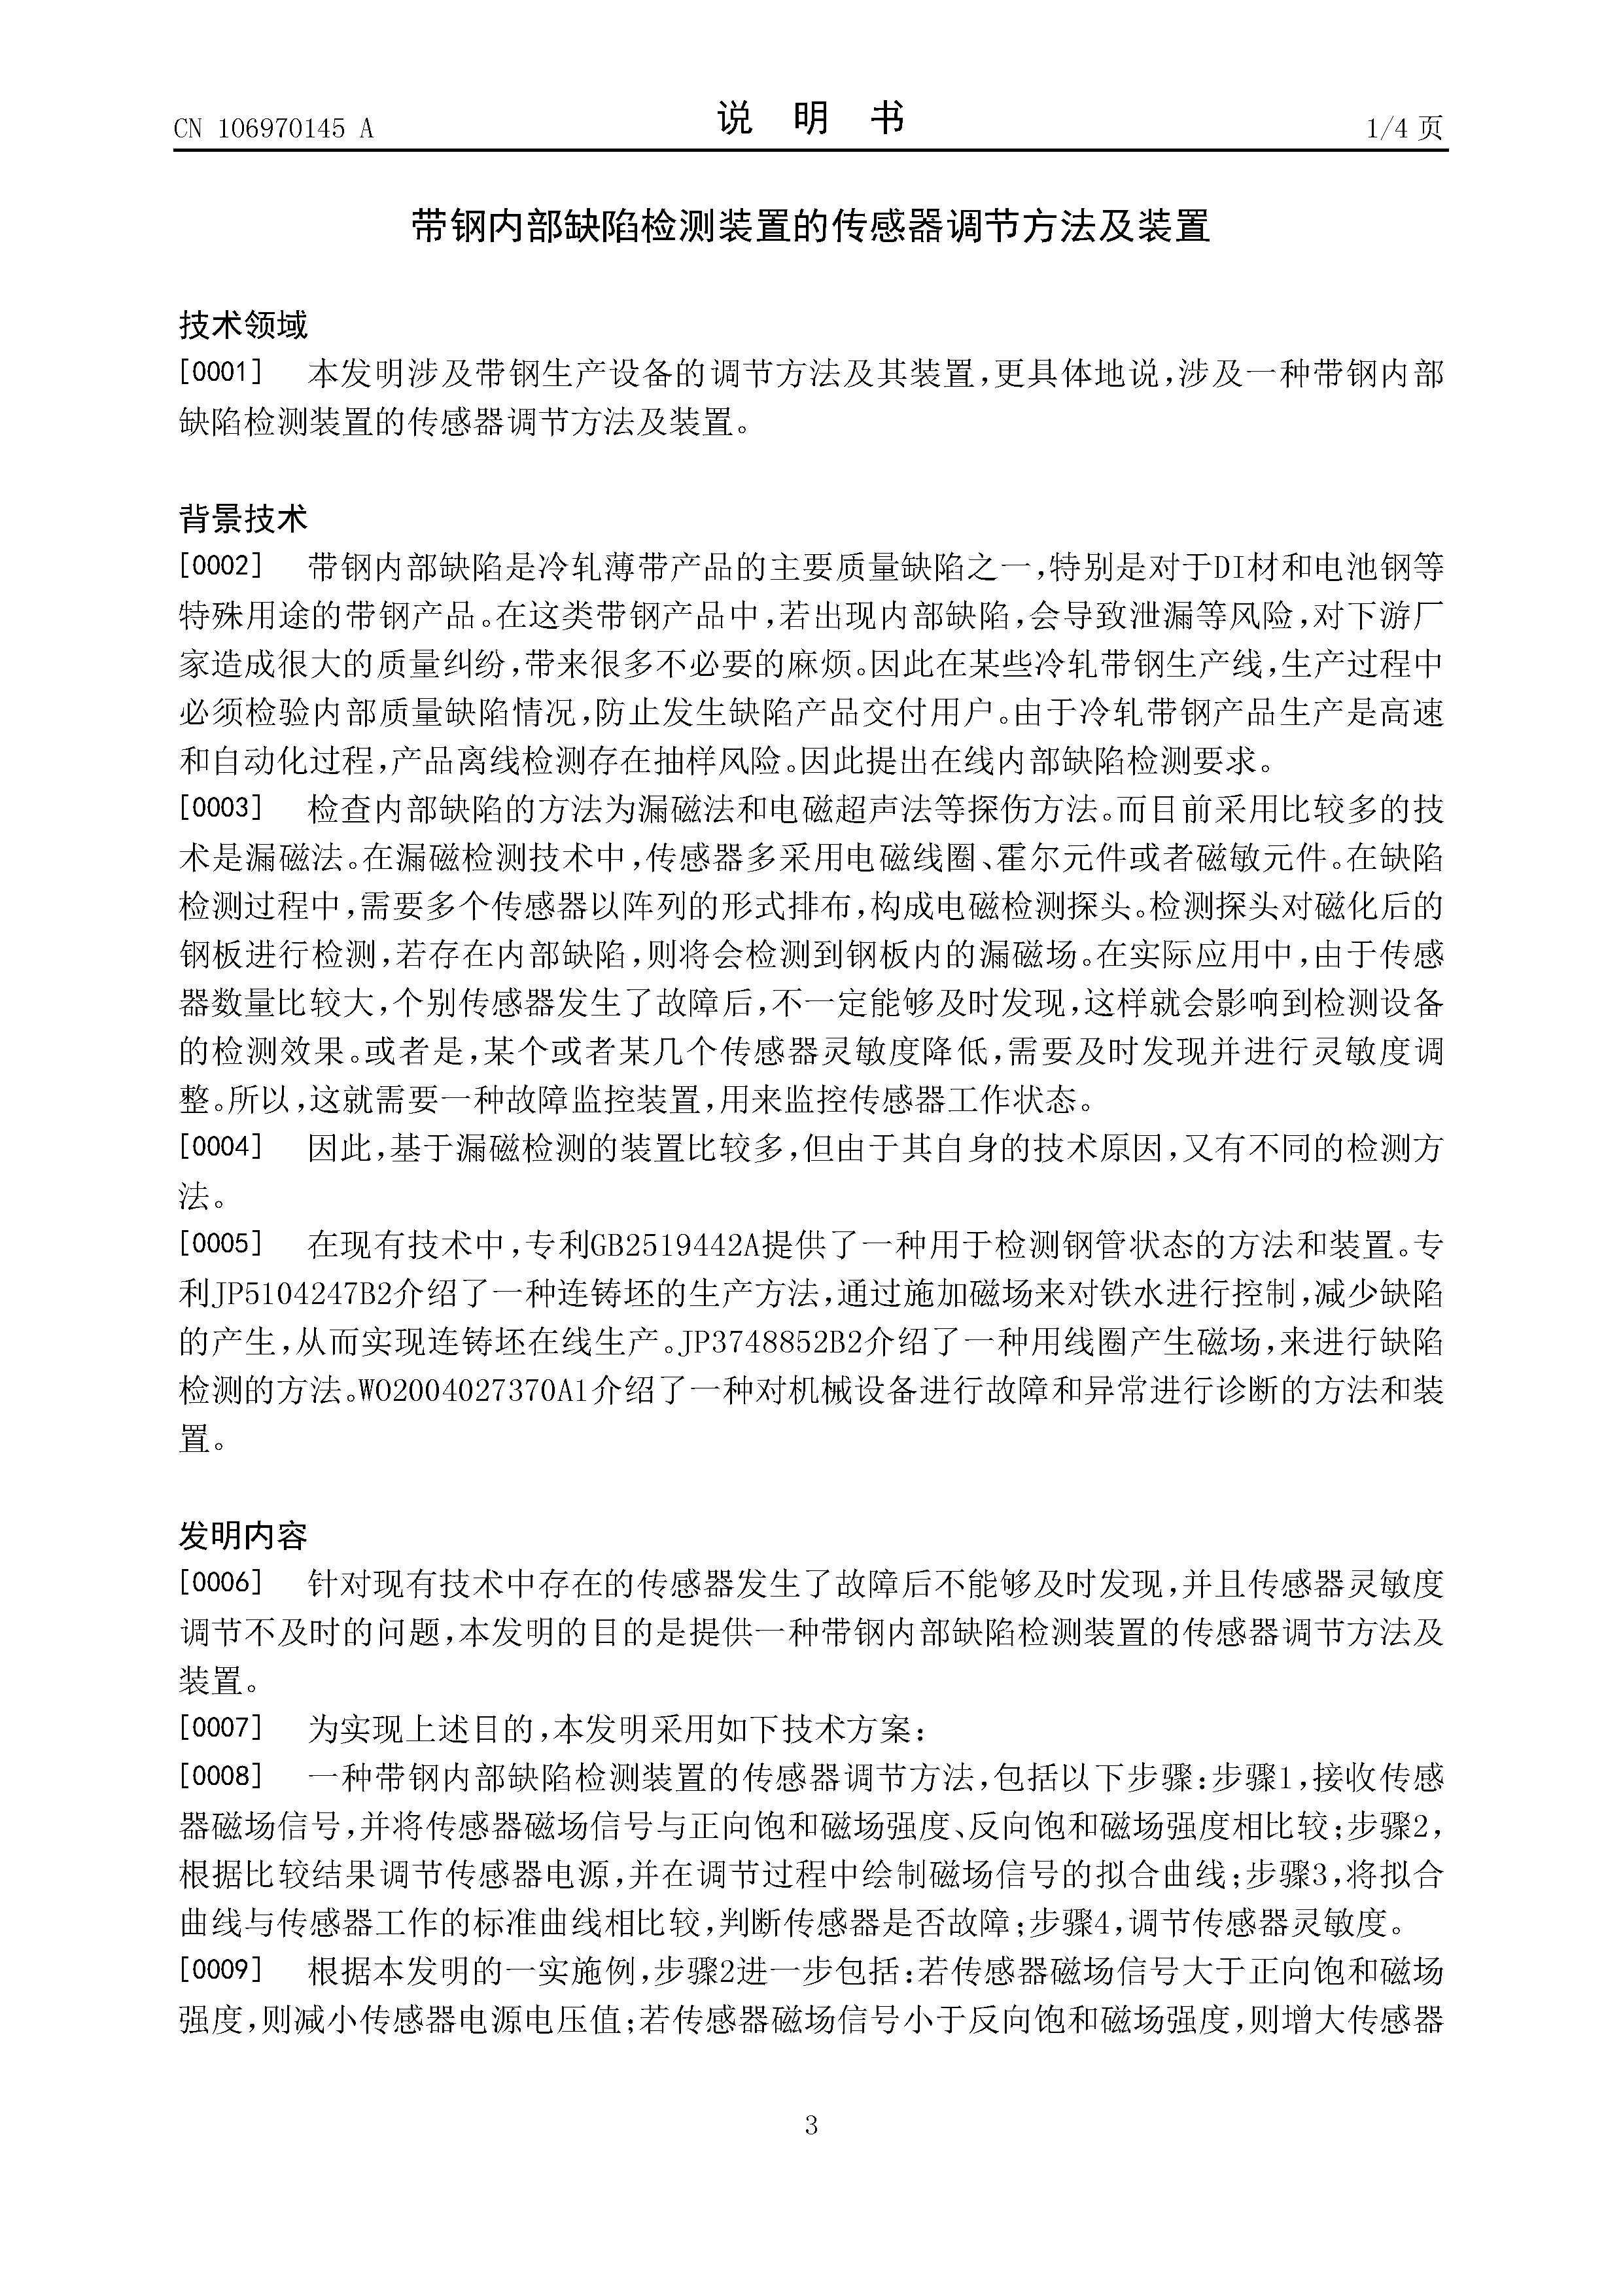 CN 106970145 A
说 明 书
1/4 页
带钢内部缺陷检测装置的传感器调节方法及装置
技术领域
[0001] 本发明涉及带钢生产设备的调节方法及其装置,更具体地说,涉及一种带钢内部
缺陷检测装置的传感器调节方法及装置。
背景技术
[0002] 带钢内部缺陷是冷轧薄带产品的主要质量缺陷之一,特别是对于DI材和电池钢等
特殊用途的带钢产品。在这类带钢产品中,若出现内部缺陷,会导致泄漏等风险,对下游厂
家造成很大的质量纠纷,带来很多不必要的麻烦。因此在某些冷轧带钢生产线,生产过程中
必须检验内部质量缺陷情况,防止发生缺陷产品交付用户。由于冷轧带钢产品生产是高速
和自动化过程,产品离线检测存在抽样风险。因此提出在线内部缺陷检测要求。
[0003] 检查内部缺陷的方法为漏磁法和电磁超声法等探伤方法。而目前采用比较多的技
术是漏磁法。在漏磁检测技术中,传感器多采用电磁线圈、霍尔元件或者磁敏元件。在缺陷
检测过程中,需要多个传感器以阵列的形式排布,构成电磁检测探头。检测探头对磁化后的
钢板进行检测,若存在内部缺陷,则将会检测到钢板内的漏磁场。在实际应用中,由于传感
器数量比较大,个别传感器发生了故障后,不一定能够及时发现,这样就会影响到检测设备
的检测效果。或者是,某个或者某几个传感器灵敏度降低,需要及时发现并进行灵敏度调
整。所以,这就需要一种故障监控装置,用来监控传感器工作状态。
[0004] 因此,基于漏磁检测的装置比较多,但由于其自身的技术原因,又有不同的检测方
法。
[0005] 在现有技术中,专利GB2519442A提供了一种用于检测钢管状态的方法和装置。专
利JP5104247B2介绍了一种连铸坯的生产方法,通过施加磁场来对铁水进行控制,减少缺陷
的产生,从而实现连铸坯在线生产。JP3748852B2介绍了一种用线圈产生磁场,来进行缺陷
检测的方法。WO2004027370A1介绍了一种对机械设备进行故障和异常进行诊断的方法和装
置。
发明内容
[0006] 针对现有技术中存在的传感器发生了故障后不能够及时发现,并且传感器灵敏度
调节不及时的问题,本发明的目的是提供一种带钢内部缺陷检测装置的传感器调节方法及
装置。
[0007] 为实现上述目的,本发明采用如下技术方案:
[0008] 一种带钢内部缺陷检测装置的传感器调节方法,包括以下步骤:步骤1,接收传感
器磁场信号,并将传感器磁场信号与正向饱和磁场强度、反向饱和磁场强度相比较;步骤2,
根据比较结果调节传感器电源,并在调节过程中绘制磁场信号的拟合曲线;步骤3,将拟合
曲线与传感器工作的标准曲线相比较,判断传感器是否故障;步骤4,调节传感器灵敏度。
[0009] 根据本发明的一实施例,步骤2进一步包括:若传感器磁场信号大于正向饱和磁场
强度,则减小传感器电源电压值;若传感器磁场信号小于反向饱和磁场强度,则增大传感器
3